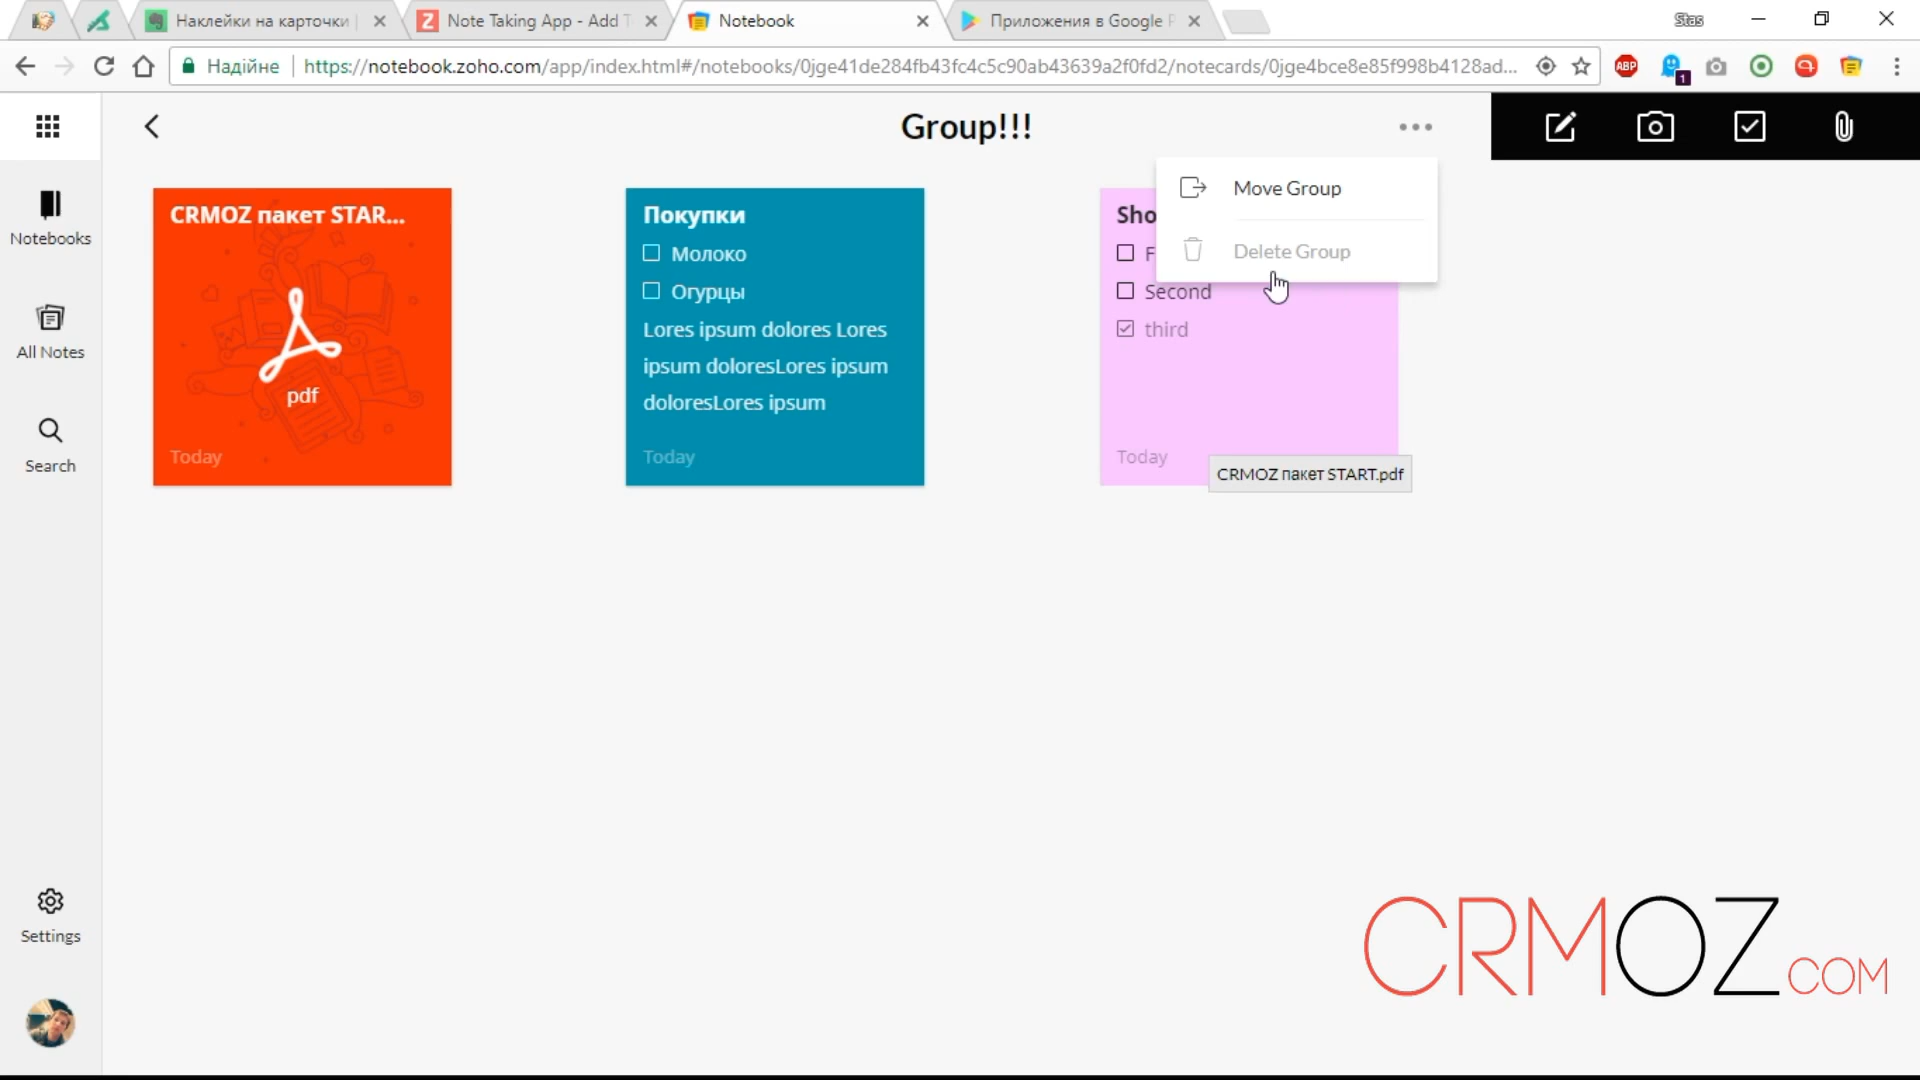 Наклейки на карточки
Note Taking App - Add T
Notebook
Приложения в Google P
Stas
Надійне
https://notebook.zoho.com/app/index.html#/notebooks/0jge41de284fb43fc4c5c90ab43639a2f0fd2/notecards/0jge4bce8e85f998b4128ad...
ABP
1
Group!!!
Move Group
Delete Group
Notebooks
All Notes
Search
Settings
CRMOZ пакет STAR...
pdf
Today
Покупки
Молоко
Огурцы
Lores ipsum dolores Lores
ipsum doloresLores ipsum
doloresLores ipsum
Today
Sho
F
Second
third
Today
CRMOZ пакет START.pdf
CRMOZ.COM